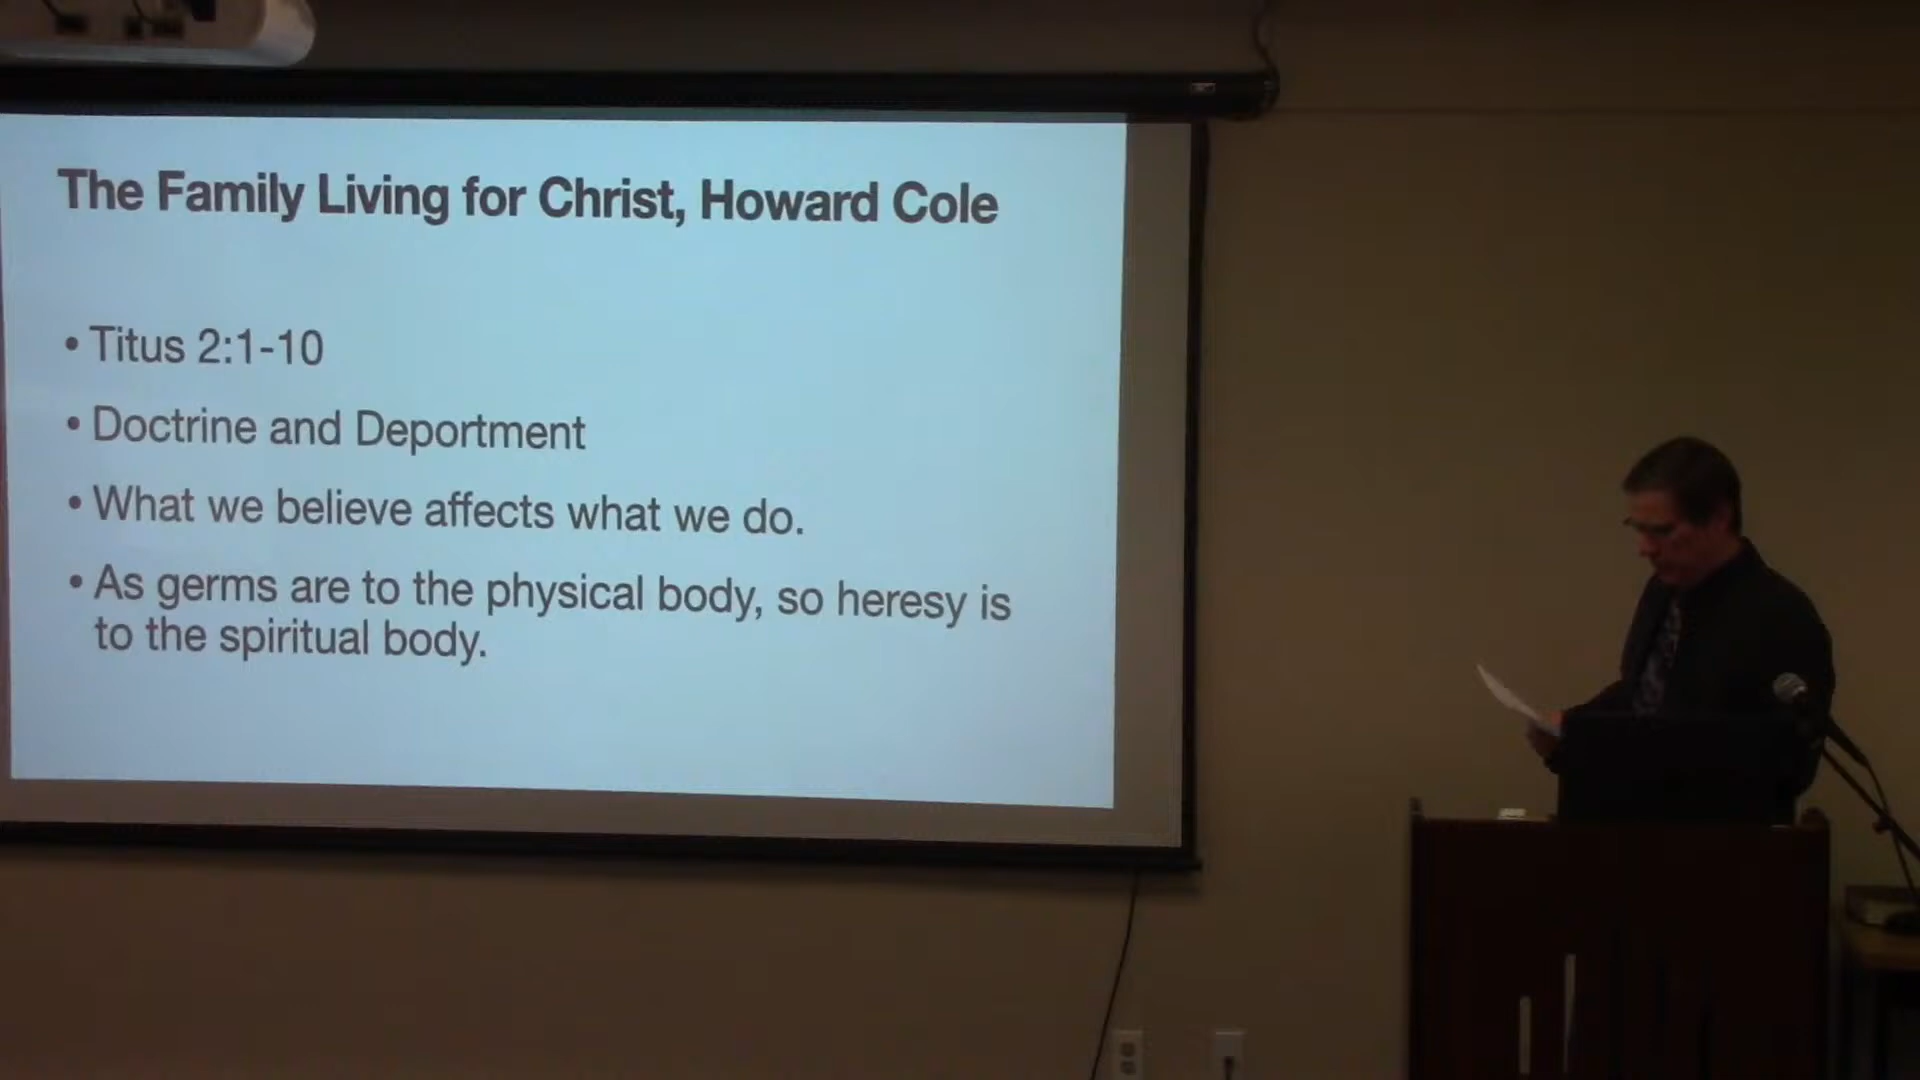 The Family Living for Christ, Howard Cole
• Titus 2:1-10
• Doctrine and Deportment
• What we believe affects what we do.
• As germs are to the physical body, so heresy is
to the spiritual body.